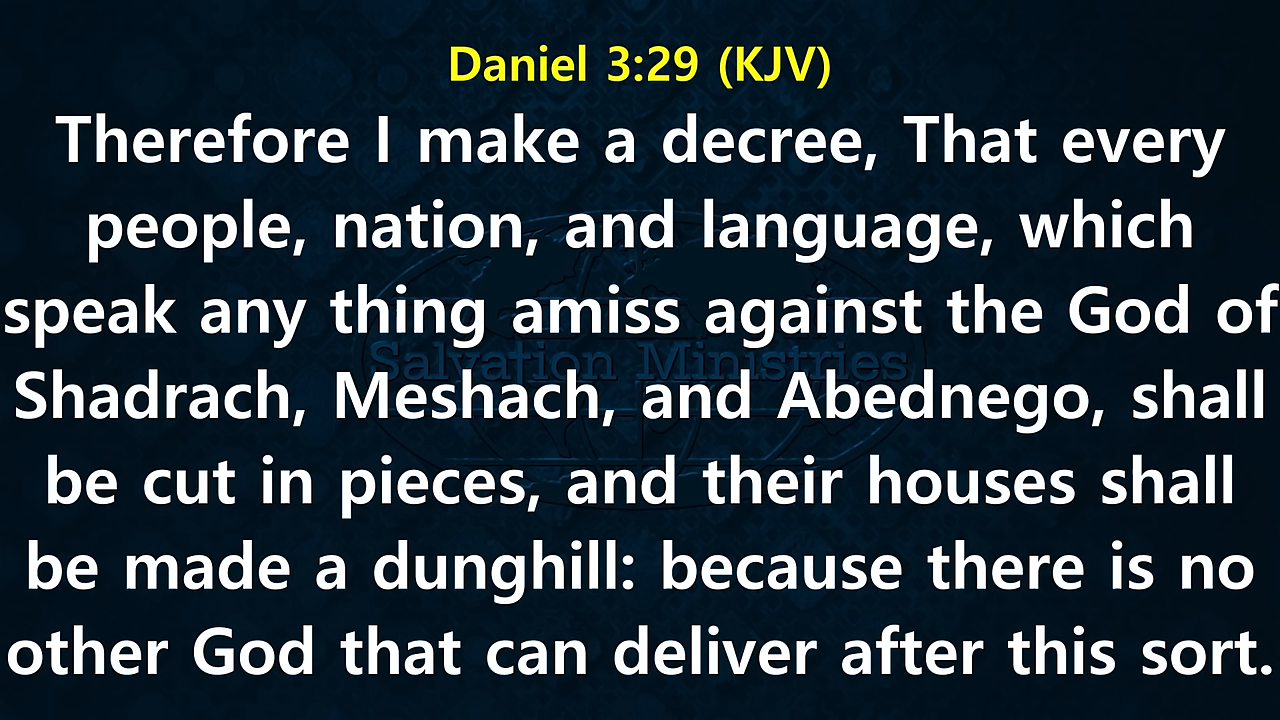 Daniel 3:29 (KJV)
Therefore I make a decree, That every
people, nation, and language, which
speak any thing amiss against the God of
Salvation Ministries
Shadrach, Meshach, and Abednego, shall
be cut in pieces, and their houses shall
be made a dunghill: because there is no
other God that can deliver after this sort.